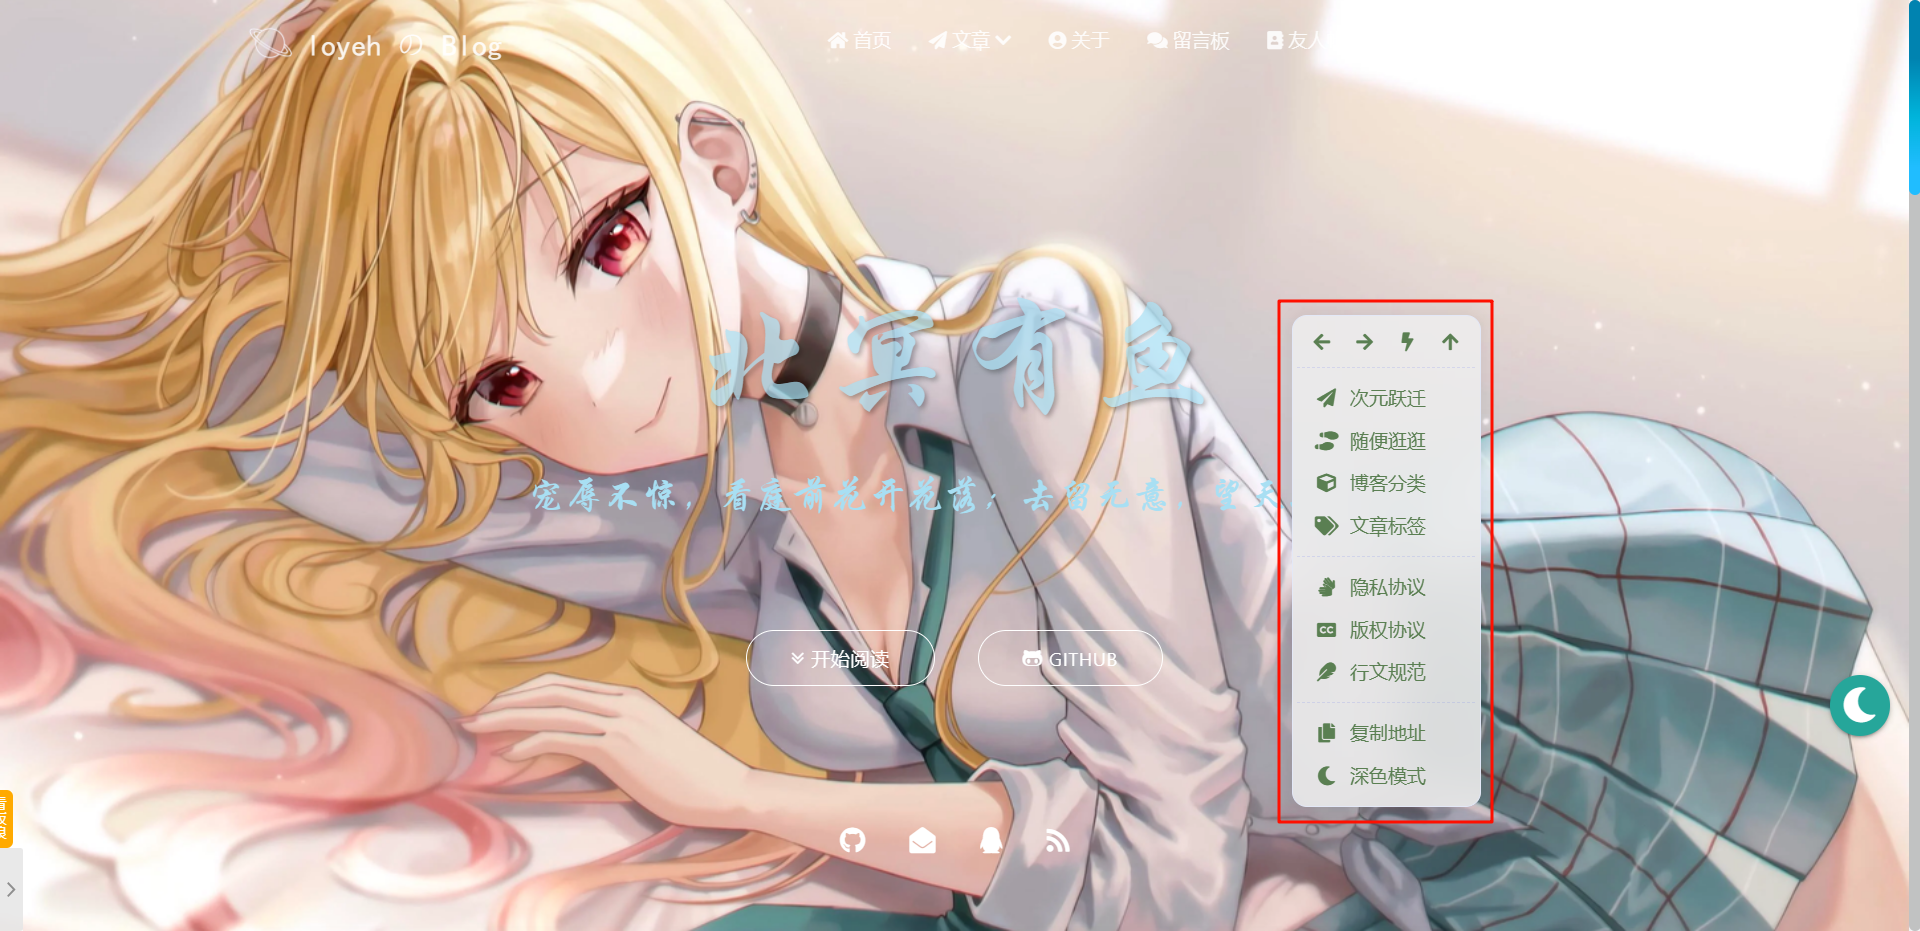 loyeh の Blog
首页
文章
关于
留言板
友人
北冥有鱼
宠辱不惊，看庭前花开花落；去留无意，望天
开始阅读
GITHUB
次元跃迁
随便逛逛
博客分类
文章标签
隐私协议
版权协议
行文规范
复制地址
深色模式
看板娘